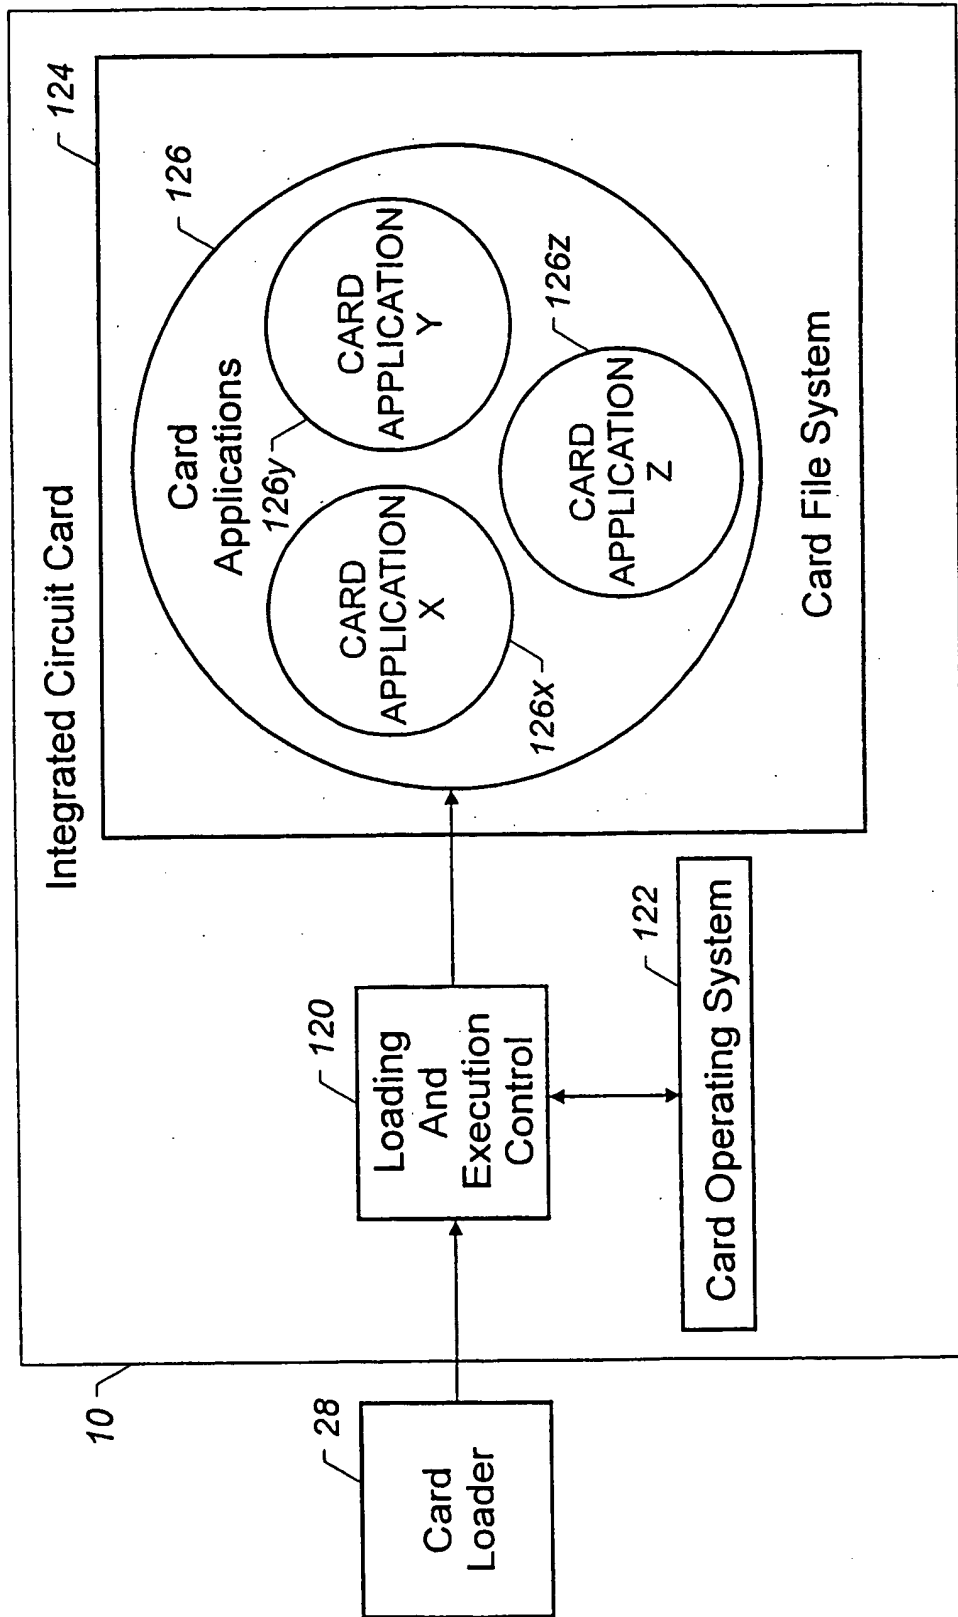 Integrated Circuit Card
10
124
126
Card
Applications
126y
CARD
APPLICATION
X
126x
CARD
APPLICATION
Y
CARD
APPLICATION
Z
126z
Card File System
28
Card
Loader
120
Loading
And
Execution
Control
122
Card Operating System